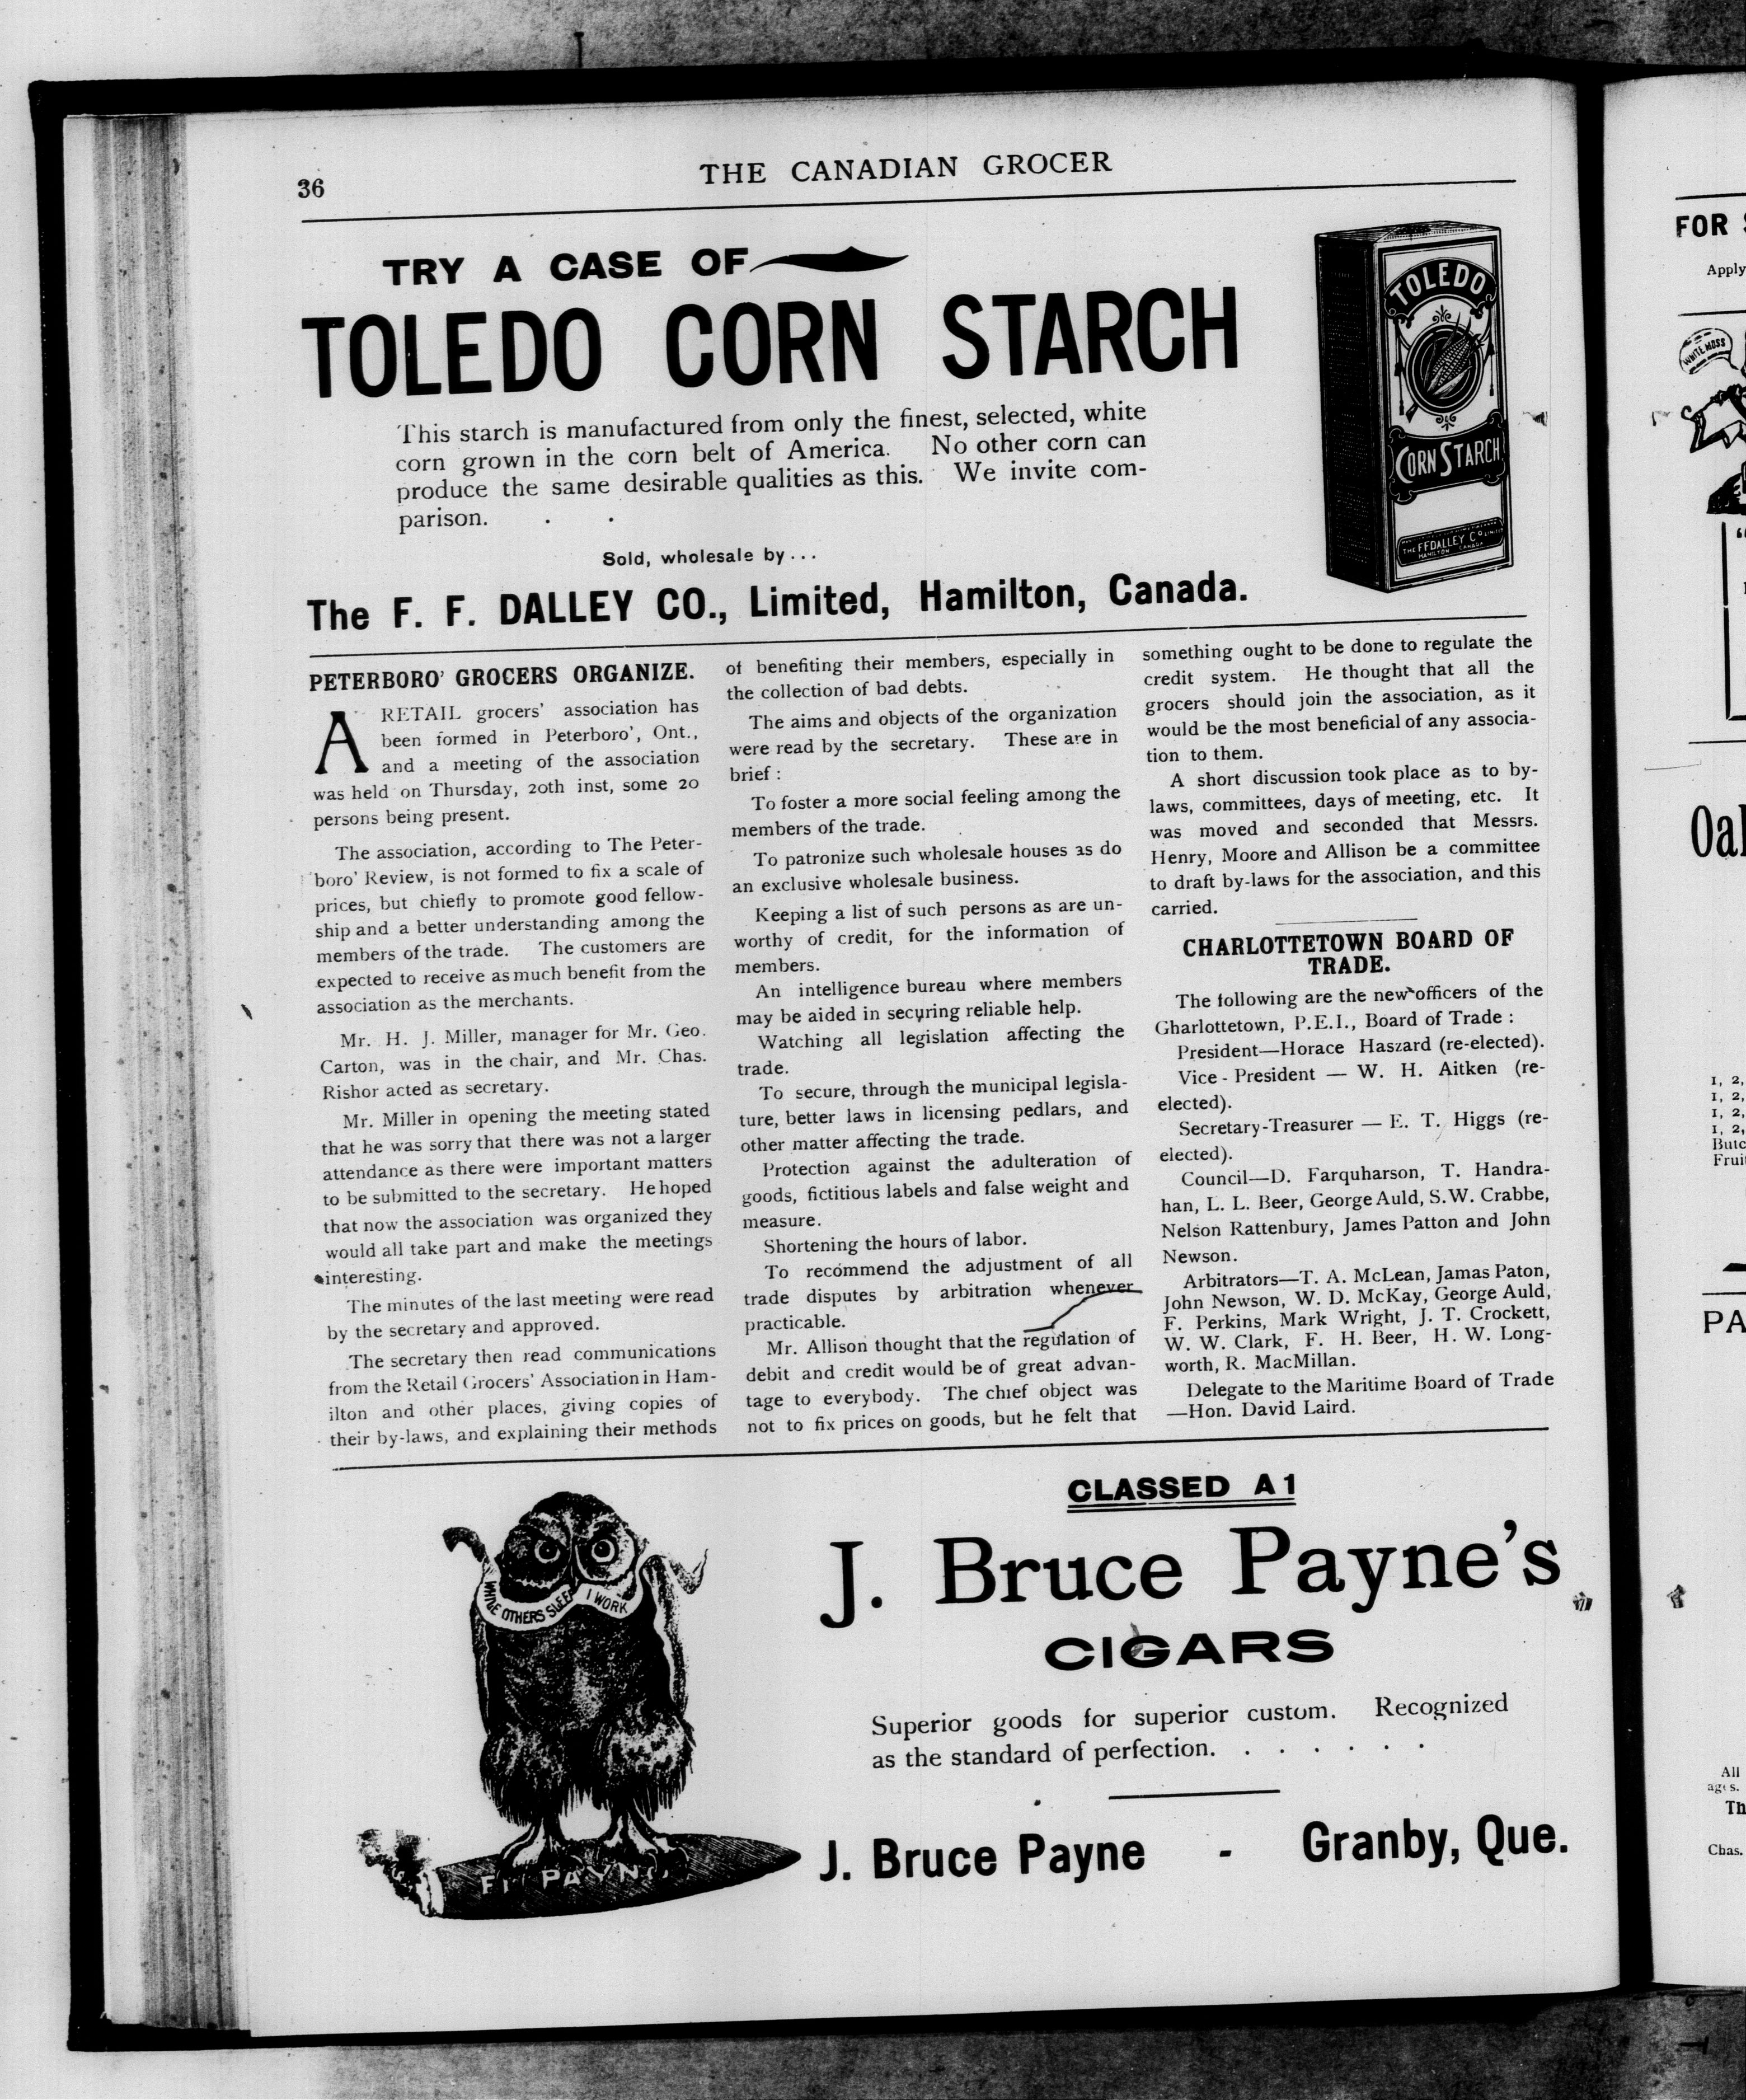 36
THE CANADIAN GROCER
TRY A CASE OF
TOLEDO CORN STARCH
This starch is manufactured from only the finest, selected, white
corn grown in the corn belt of America. No other corn can
produce the same desirable qualities as this. We invite com-
parison. . .
Sold, wholesale by...
The F. F. DALLEY CO., Limited, Hamilton, Canada.
TOLEDO
CORN STARCH
THE F F DALLEY CO LIMITED
HAMILTON CANADA
PETERBORO' GROCERS ORGANIZE.
A RETAIL grocers' association has
been formed in Peterboro', Ont.,
and a meeting of the association
was held on Thursday, 20th inst, some 20
persons being present.
The association, according to The Peter-
boro' Review, is not formed to fix a scale of
prices, but chiefly to promote good fellow-
ship and a better understanding among the
members of the trade. The customers are
expected to receive as much benefit from the
association as the merchants.
Mr. H. J. Miller, manager for Mr. Geo.
Carton, was in the chair, and Mr. Chas.
Rishor acted as secretary.
Mr. Miller in opening the meeting stated
that he was sorry that there was not a larger
attendance as there were important matters
to be submitted to the secretary. He hoped
that now the association was organized they
would all take part and make the meetings
interesting.
The minutes of the last meeting were read
by the secretary and approved.
The secretary then read communications
from the Retail Grocers' Association in Ham-
ilton and other places, giving copies of
their by-laws, and explaining their methods
of benefiting their members, especially in
the collection of bad debts.
The aims and objects of the organization
were read by the secretary. These are in
brief :
To foster a more social feeling among the
members of the trade.
To patronize such wholesale houses as do
an exclusive wholesale business.
Keeping a list of such persons as are un-
worthy of credit, for the information of
members.
An intelligence bureau where members
may be aided in securing reliable help.
Watching all legislation affecting the
trade.
To secure, through the municipal legisla-
ture, better laws in licensing pedlars, and
other matter affecting the trade.
Protection against the adulteration of
goods, fictitious labels and false weight and
measure.
Shortening the hours of labor.
To recommend the adjustment of all
trade disputes by arbitration whenever
practicable.
Mr. Allison thought that the regulation of
debit and credit would be of great advan-
tage to everybody. The chief object was
not to fix prices on goods, but he felt that
something ought to be done to regulate the
credit system. He thought that all the
grocers should join the association, as it
would be the most beneficial of any associa-
tion to them.
A short discussion took place as to by-
laws, committees, days of meeting, etc. It
was moved and seconded that Messrs.
Henry, Moore and Allison be a committee
to draft by-laws for the association, and this
carried.
CHARLOTTETOWN BOARD OF
TRADE.
The following are the new officers of the
Gharlottetown, P.E.I., Board of Trade :
President—Horace Haszard (re-elected).
Vice - President — W. H. Aitken (re-
elected).
Secretary-Treasurer — E. T. Higgs (re-
elected).
Council—D. Farquharson, T. Handra-
han, L. L. Beer, George Auld, S.W. Crabbe,
Nelson Rattenbury, James Patton and John
Newson.
Arbitrators—T. A. McLean, Jamas Paton,
John Newson, W. D. McKay, George Auld,
F. Perkins, Mark Wright, J. T. Crockett,
W. W. Clark, F. H. Beer, H. W. Long-
worth, R. MacMillan.
Delegate to the Maritime Board of Trade
—Hon. David Laird.
WHILE OTHERS SLEEP I WORK
PAYNE
CLASSED A1
J. Bruce Payne's
CIGARS
Superior goods for superior custom. Recognized
as the standard of perfection. . . . . . .
J. Bruce Payne - Granby, Que.
FOR
Apply
WHITE MOSS
1, 2,
1, 2,
1, 2,
1, 2,
PA
All
Th
Chas.